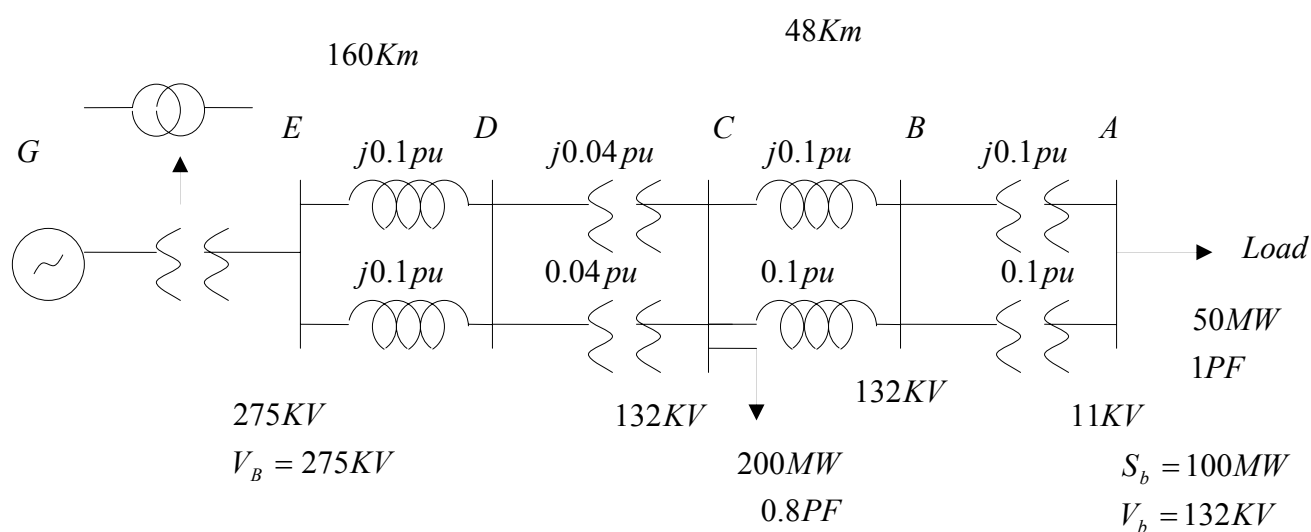 160Km
48Km
G
E
D
C
B
A
j0.1pu
j0.04pu
j0.1pu
j0.1pu
Load
j0.1pu
0.04pu
0.1pu
0.1pu
50MW
1PF
275KV
132KV
132KV
11KV
V_B = 275KV
200MW
0.8PF
S_b = 100MW
V_b = 132KV